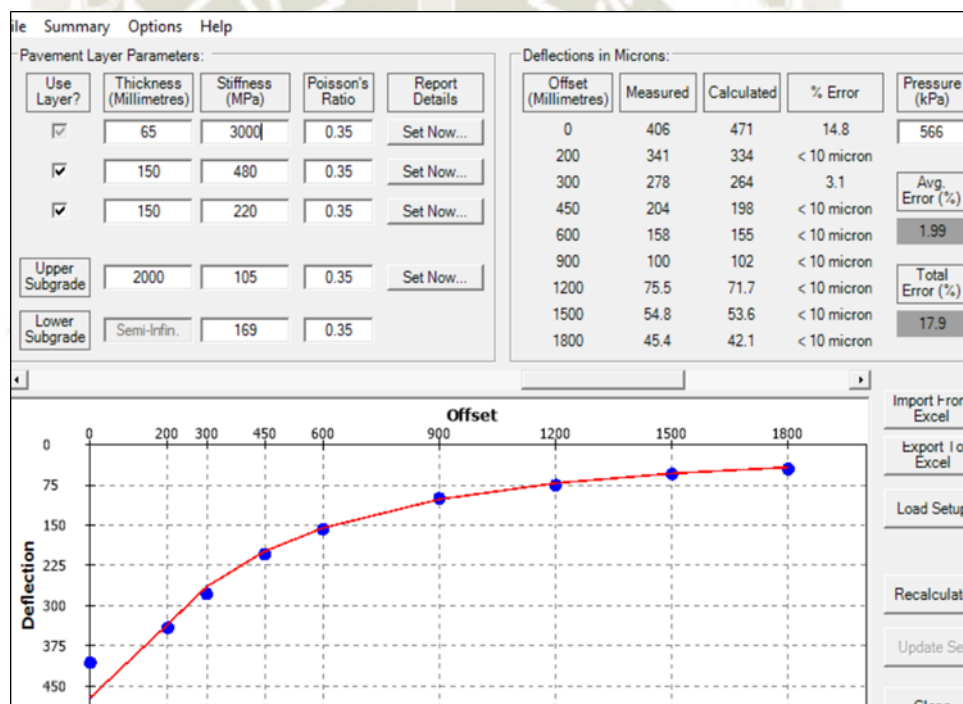 ile Summary Options Help
Pavement Layer Parameters:
Use Layer? Thickness (Millimetres) Stiffness (MPa) Poisson's Ratio Report Details
65 3000 0.35 Set Now...
150 480 0.35 Set Now...
150 220 0.35 Set Now...
Upper Subgrade 2000 105 0.35 Set Now...
Lower Subgrade Semi-Infin. 169 0.35
Deflections in Microns:
Offset (Millimetres) Measured Calculated % Error
0 406 471 14.8
200 341 334 < 10 micron
300 278 264 3.1
450 204 198 < 10 micron
600 158 155 < 10 micron
900 100 102 < 10 micron
1200 75.5 71.7 < 10 micron
1500 54.8 53.6 < 10 micron
1800 45.4 42.1 < 10 micron
Pressure (kPa)
566
Avg. Error (%)
1.99
Total Error (%)
17.9
Offset
0 200 300 450 600 900 1200 1500 1800
Deflection
0
75
150
225
300
375
450
Import From
Excel
Export To
Excel
Load Setup
Recalculat
Update Se